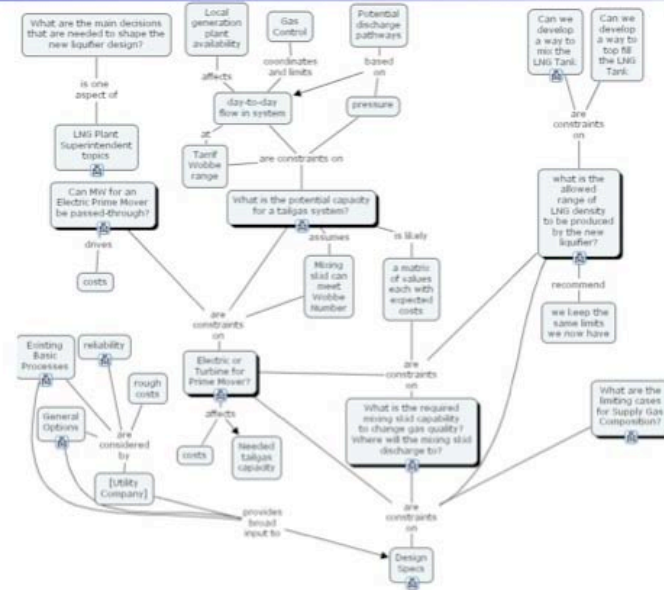 What are the main decisions
that are needed to shape the
new liquifier design?
is one
aspect of
LNG Plant
Superintendent
topics
Can MW for an
Electric Prime Mover
be passed-through?
drives
costs
Local
generation
plant
availability
affects
Gas
Control
coordinates
and limits
Potential
discharge
pathways
based
on
day-to-day
flow in system
pressure
at
Tarrif
Wobbe
range
are constraints on
What is the potential capacity
for a tailgas system?
assumes
Mixing
skid can
meet
Wobbe
Number
is likely
a matrix
of values
each with
expected
costs
Can we
develop
a way to
mix the
LNG Tank
Can we
develop
a way to
top fill
the LNG
Tank
are
constraints
on
what is the
allowed
range of
LNG density
to be produced
by the new
liquifier?
recommend
we keep the
same limits
we now have
are
constraints
on
Electric or
Turbine for
Prime Mover?
affects
costs
Needed
tailgas
capacity
are
constraints
on
What is the required
mixing skid capability
to change gas quality?
Where will the mixing skid
discharge to?
What are the
limiting cases
for Supply Gas
Composition?
Existing
Basic
Processes
reliability
rough
costs
General
Options
are
considered
by
[Utility
Company]
provides
broad
input to
are
constraints
on
Design
Specs